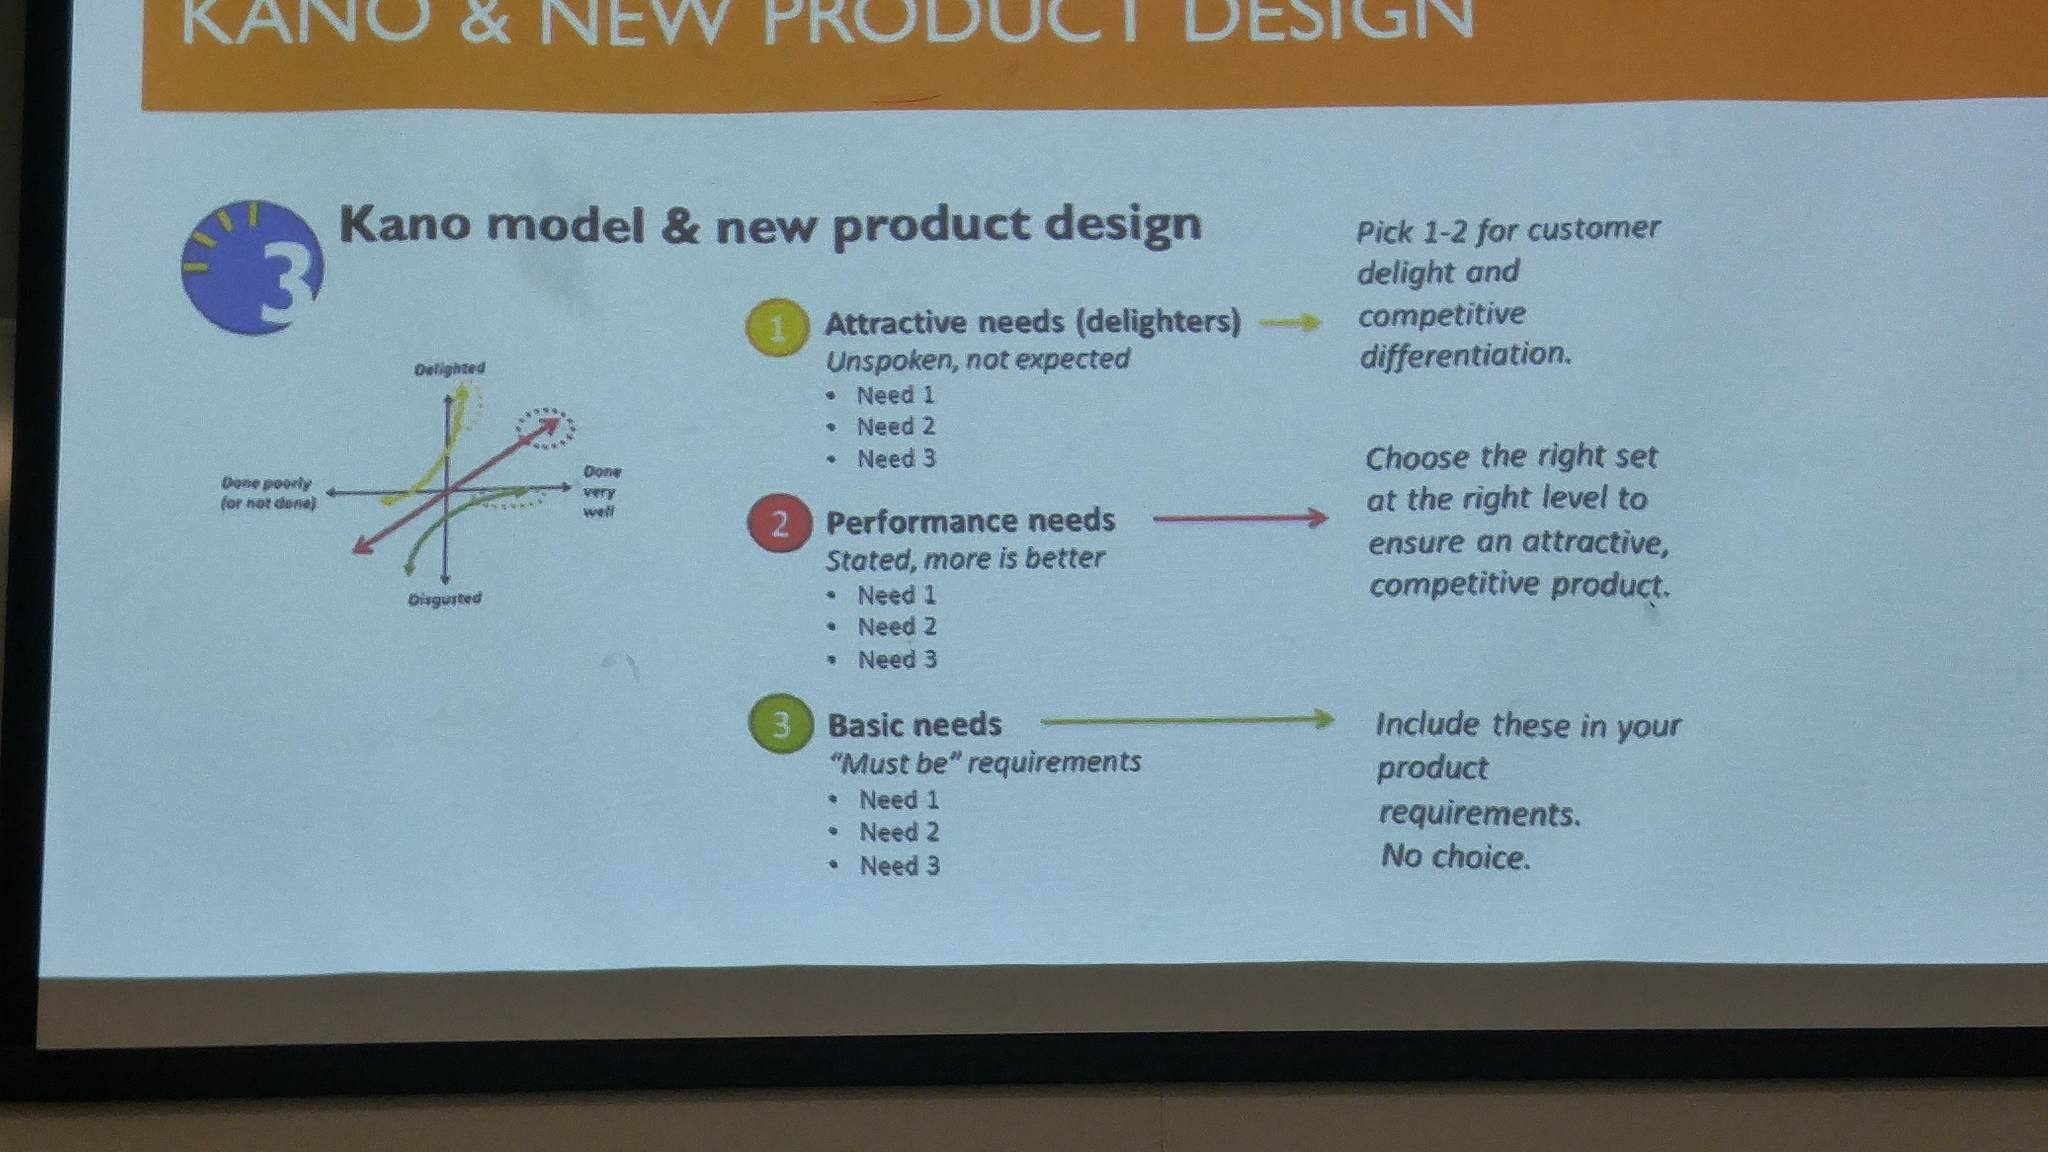 KANO & NEW PRODUCT DESIGN
3
Kano model & new product design
Delighted
Done poorly
(or not done)
Done
very
well
Disgusted
1
Attractive needs (delighters)
Unspoken, not expected
• Need 1
• Need 2
• Need 3
Pick 1-2 for customer
delight and
competitive
differentiation.
2
Performance needs
Stated, more is better
• Need 1
• Need 2
• Need 3
Choose the right set
at the right level to
ensure an attractive,
competitive product.
3
Basic needs
“Must be” requirements
• Need 1
• Need 2
• Need 3
Include these in your
product
requirements.
No choice.